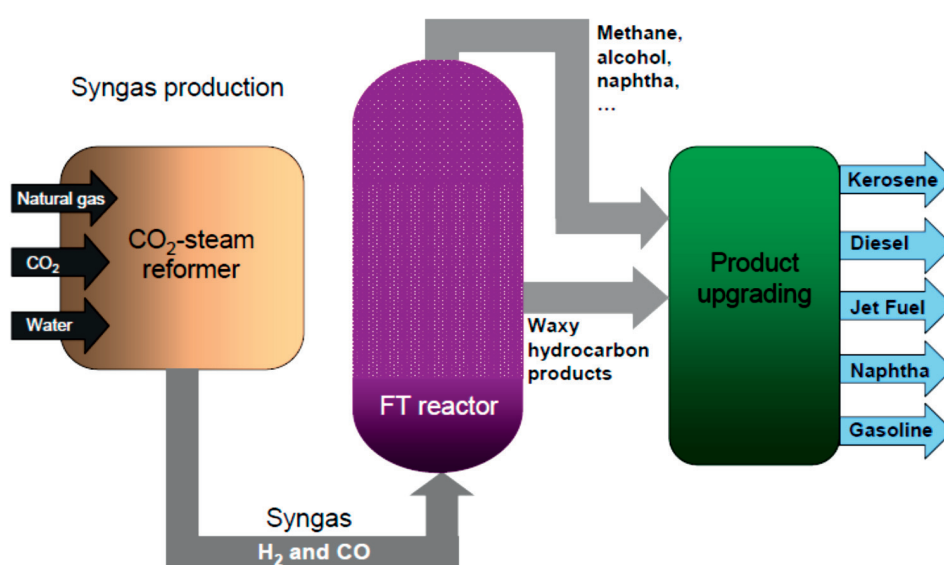 Syngas production
Natural gas
CO₂
Water
CO₂-steam
reformer
Syngas
H₂ and CO
FT reactor
Methane,
alcohol,
naphtha,
...
Waxy
hydrocarbon
products
Product
upgrading
Kerosene
Diesel
Jet Fuel
Naphtha
Gasoline